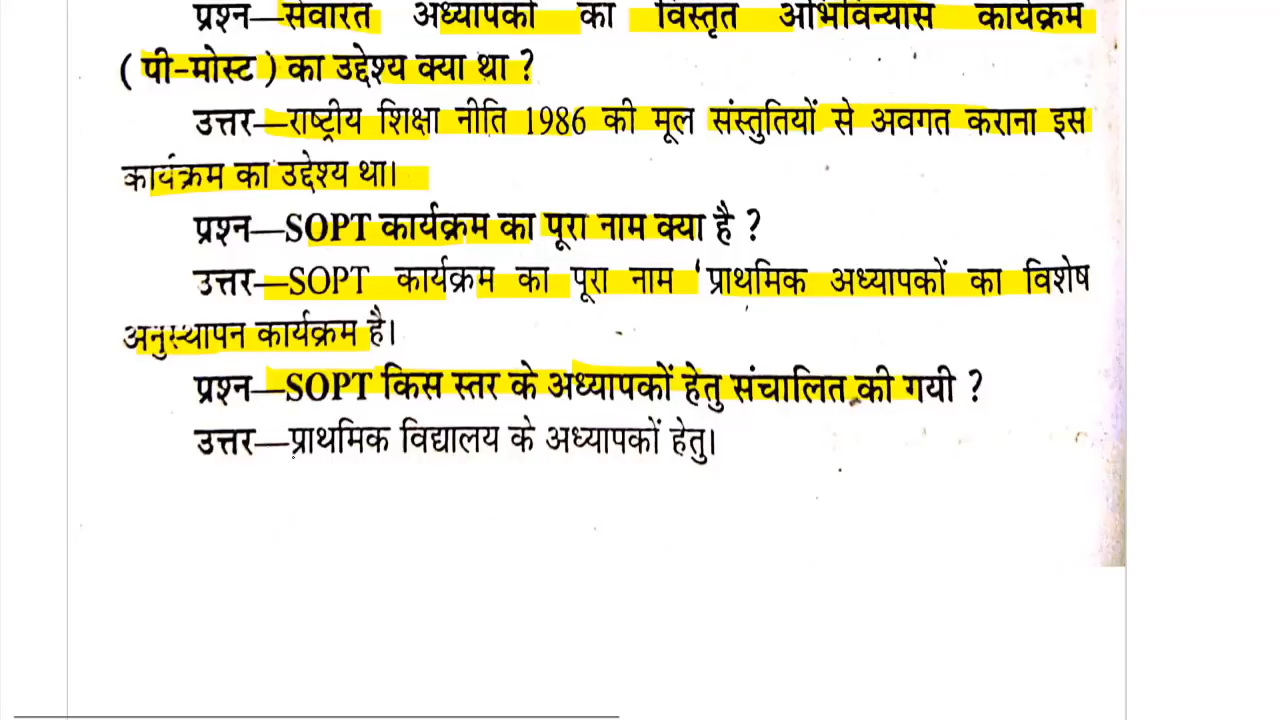 प्रश्न—सेवारत अध्यापकों का विस्तृत अभिविन्यास कार्यक्रम
( पी-मोस्ट ) का उद्देश्य क्या था ?
उत्तर—राष्ट्रीय शिक्षा नीति 1986 की मूल संस्तुतियों से अवगत कराना इस
कार्यक्रम का उद्देश्य था।
प्रश्न—SOPT कार्यक्रम का पूरा नाम क्या है ?
उत्तर—SOPT कार्यक्रम का पूरा नाम ‘प्राथमिक अध्यापकों का विशेष
अनुस्थापन कार्यक्रम है।
प्रश्न—SOPT किस स्तर के अध्यापकों हेतु संचालित की गयी ?
उत्तर—प्राथमिक विद्यालय के अध्यापकों हेतु।